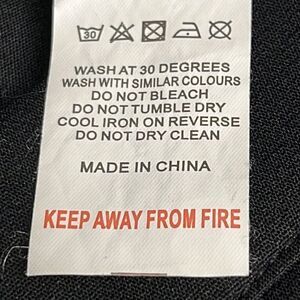 30
WASH AT 30 DEGREES
WASH WITH SIMILAR COLOURS
DO NOT BLEACH
DO NOT TUMBLE DRY
COOL IRON ON REVERSE
DO NOT DRY CLEAN
MADE IN CHINA
KEEP AWAY FROM FIRE